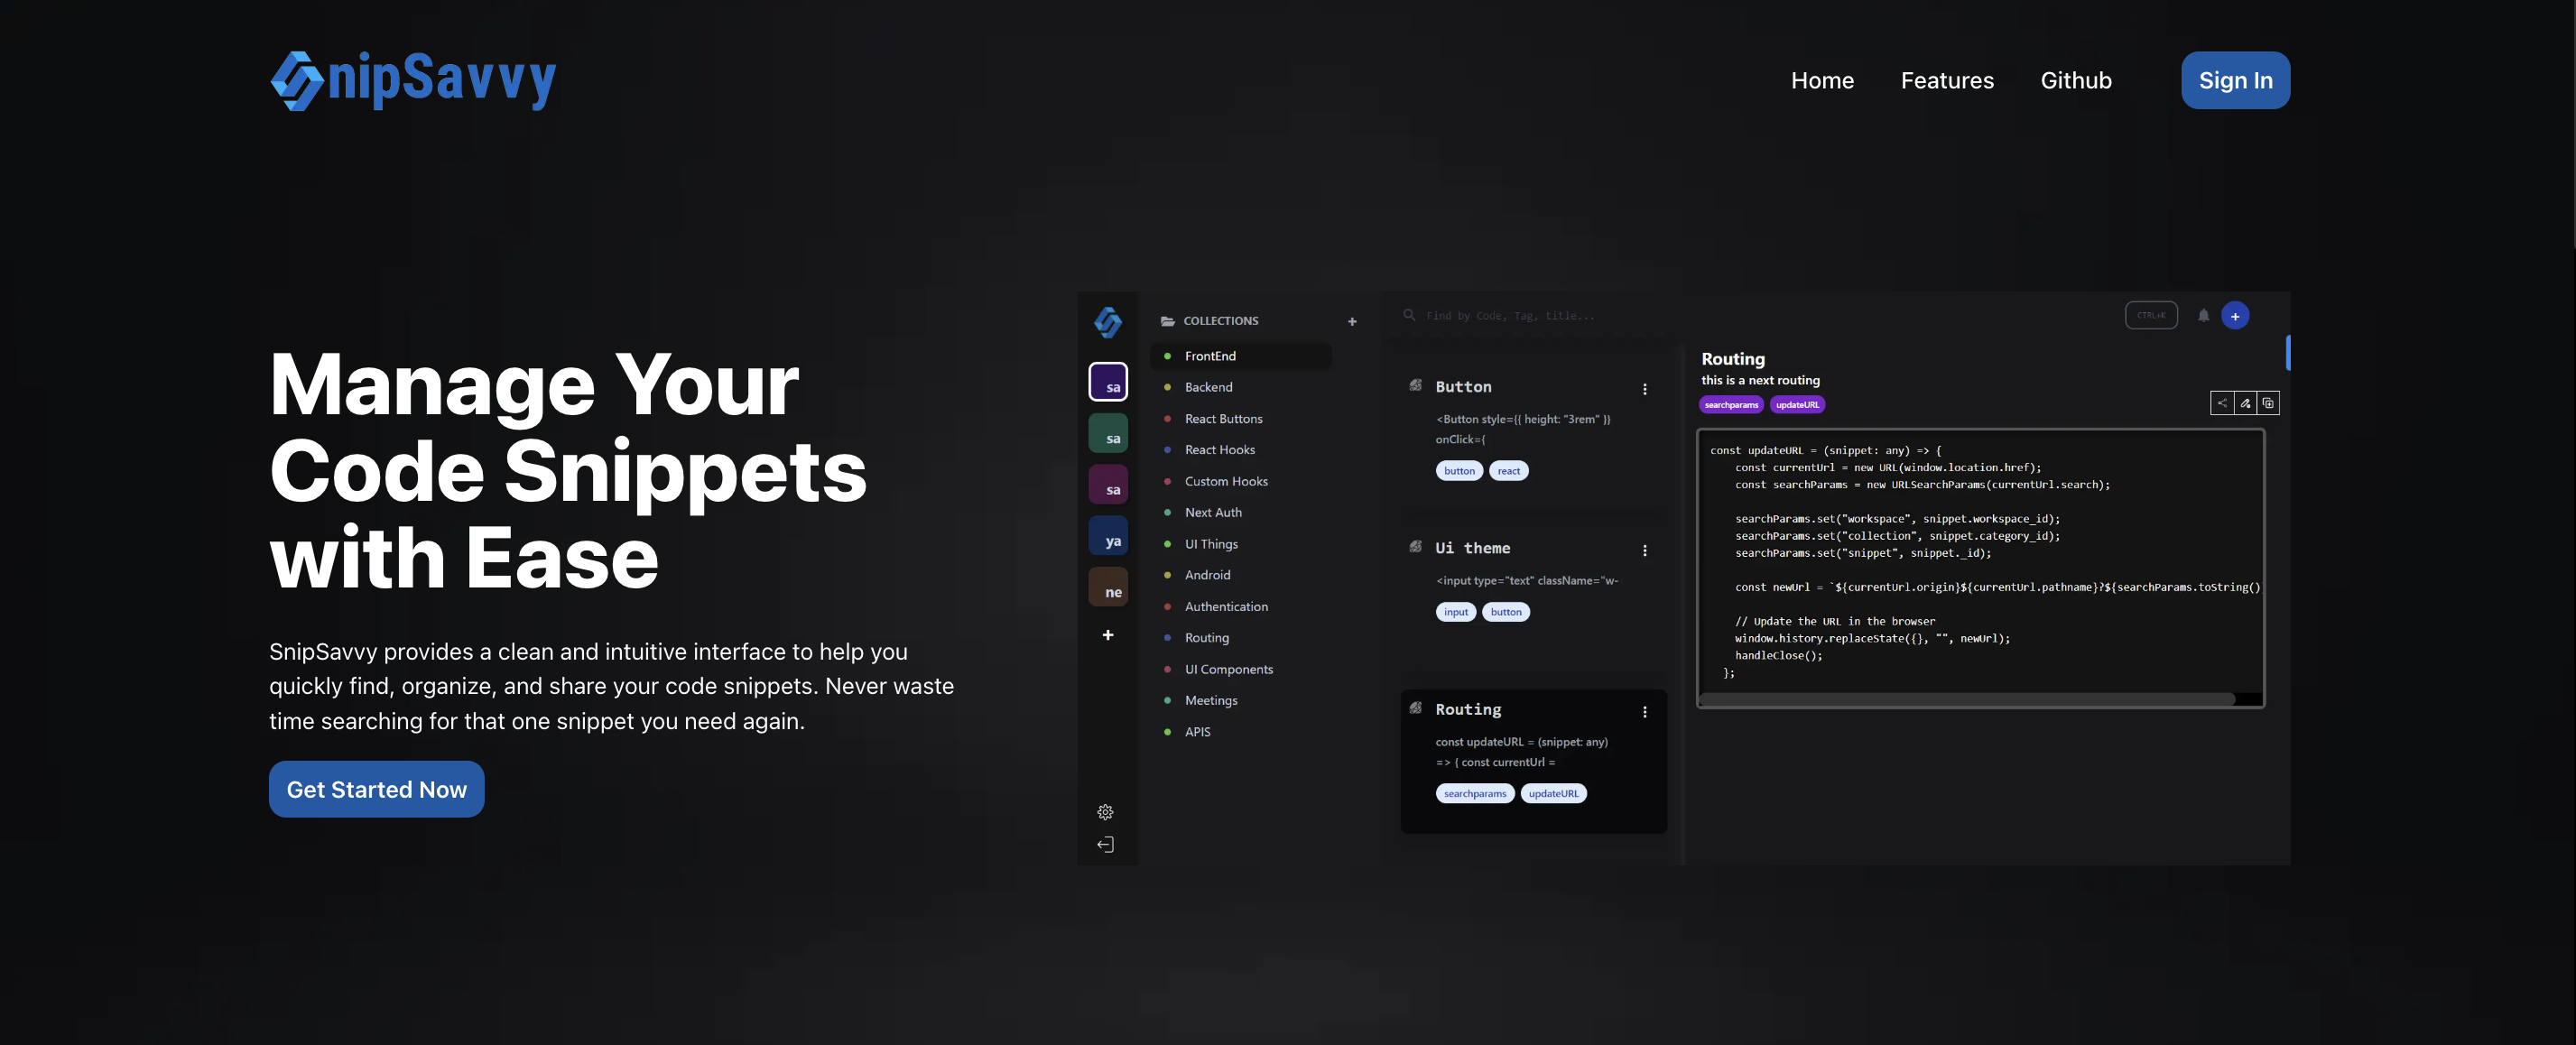 nipSavvy
Home
Features
Github
Sign In
Manage Your
Code Snippets
with Ease
SnipSavvy provides a clean and intuitive interface to help you
quickly find, organize, and share your code snippets. Never waste
time searching for that one snippet you need again.
Get Started Now
sa
sa
sa
ya
ne
+
COLLECTIONS +
FrontEnd
Backend
React Buttons
React Hooks
Custom Hooks
Next Auth
UI Things
Android
Authentication
Routing
UI Components
Meetings
APIS
Find by Code, Tag, title...
CTRL+K
+
Button
<Button style={{ height: "3rem" }}
onClick={
button
react
Ui theme
<input type="text" className="w-
input
button
Routing
const updateURL = (snippet: any)
=> { const currentUrl =
searchparams
updateURL
Routing
this is a next routing
searchparams
updateURL
const updateURL = (snippet: any) => {
const currentUrl = new URL(window.location.href);
const searchParams = new URLSearchParams(currentUrl.search);
searchParams.set("workspace", snippet.workspace_id);
searchParams.set("collection", snippet.category_id);
searchParams.set("snippet", snippet._id);
const newUrl = `${currentUrl.origin}${currentUrl.pathname}?${searchParams.toString()
// Update the URL in the browser
window.history.replaceState({}, "", newUrl);
handleClose();
};